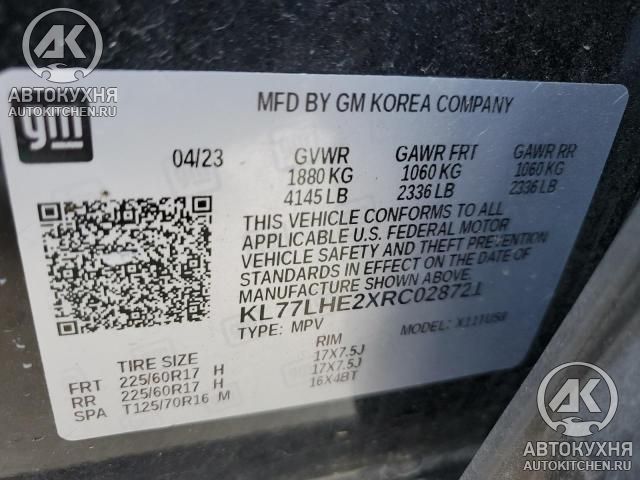 АВТОКУХНЯ
AVTOKITCHEN.RU
gm
MFD BY GM KOREA COMPANY
04/23 GVWR GAWR FRT GAWR RR
1880 KG 1060 KG 1060 KG
4145 LB 2336 LB 2336 LB
THIS VEHICLE CONFORMS TO ALL
APPLICABLE U.S. FEDERAL MOTOR
VEHICLE SAFETY AND THEFT PREVENTION
STANDARDS IN EFFECT ON THE DATE OF
MANUFACTURE SHOWN ABOVE.
KL77LHE2XRC028721
TYPE: MPV MODEL:
TIRE SIZE RIM
FRT 225/60R17 H 17X7.5J
RR 225/60R17 H 17X7.5J
SPA T125/70R16 M 16X4BT
АК
АВТОКУХНЯ
AVTOKITCHEN.RU